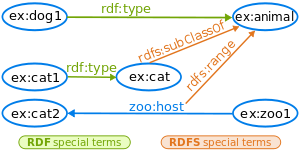 ex:dog1 rdf:type ex:animal
rdfs:subClassOf
rdfs:range
ex:cat1 rdf:type ex:cat
ex:cat2 zoo:host ex:zoo1
RDF special terms RDFS special terms